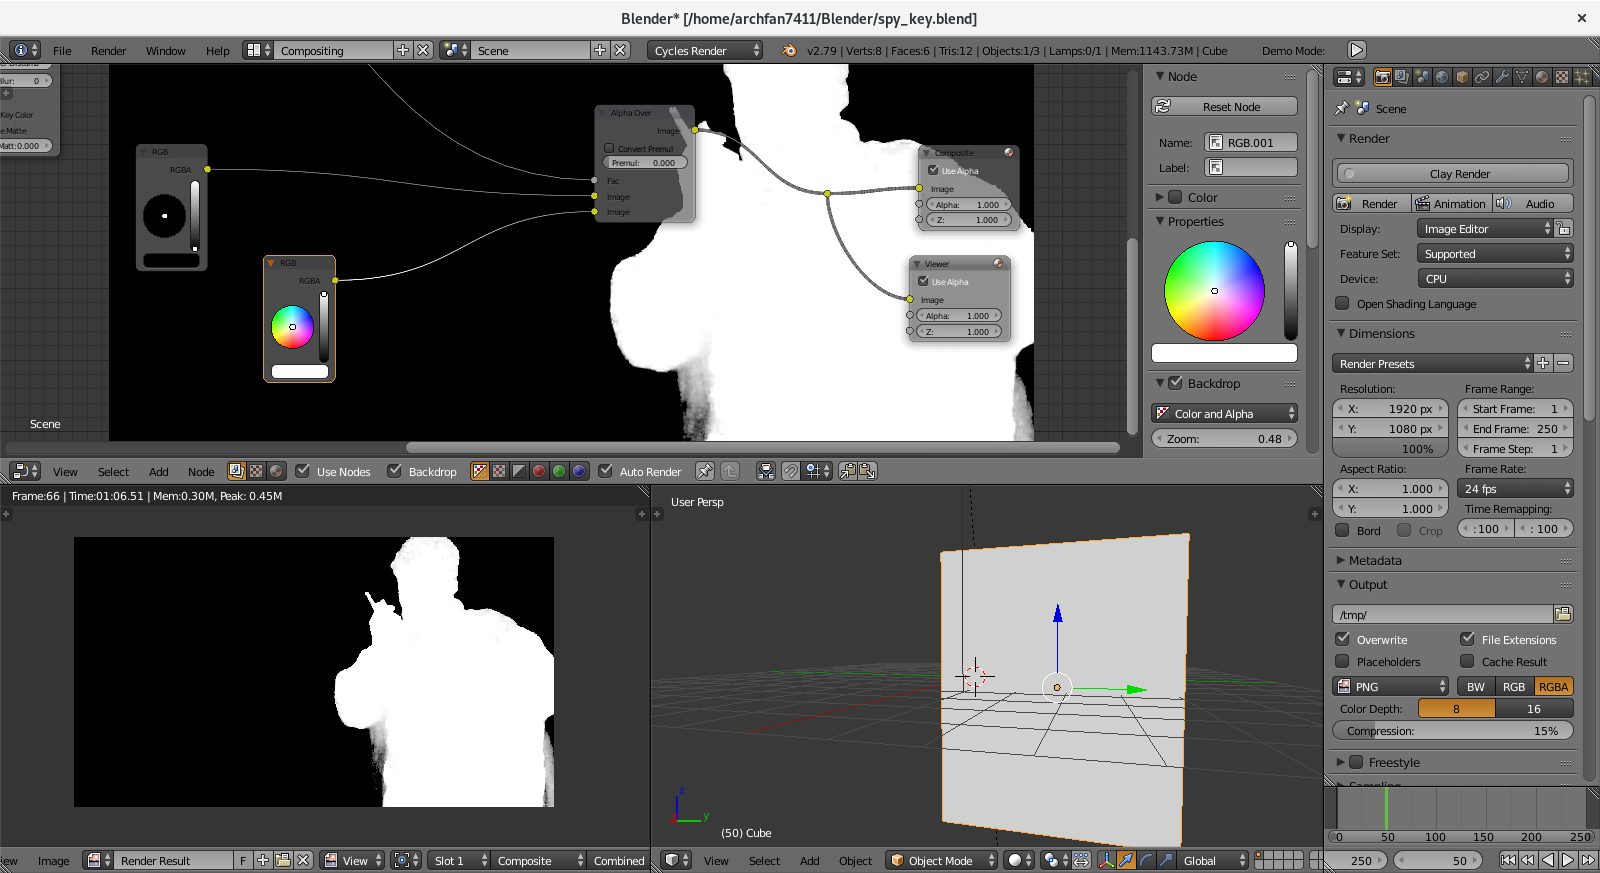 Blender* [/home/archfan7411/Blender/spy_key.blend]
File Render Window Help Compositing Scene Cycles Render v2.79 | Verts:8 | Faces:6 | Tris:12 | Objects:1/3 | Lamps:0/1 | Mem:1143.73M | Cube Demo Mode:
Blur: 0
Key Color
e Matte
Matt:0.000
RGB
RGBA
RGB
RGBA
Alpha Over
Image
Convert Premul
Premul: 0.000
Fac
Image
Image
Composite
Use Alpha
Image
Alpha: 1.000
Z: 1.000
Viewer
Use Alpha
Image
Alpha: 1.000
Z: 1.000
Scene
Node
Reset Node
Name: RGB.001
Label:
Color
Properties
Backdrop
Color and Alpha
Zoom: 0.48
View Select Add Node Use Nodes Backdrop Auto Render
Frame:66 | Time:01:06.51 | Mem:0.30M, Peak: 0.45M
ew Image Render Result F View Slot 1 Composite Combined
User Persp
z
y
(50) Cube
View Select Add Object Object Mode Global
Scene
Render
Clay Render
Render Animation Audio
Display: Image Editor
Feature Set: Supported
Device: CPU
Open Shading Language
Dimensions
Render Presets
Resolution: Frame Range:
X: 1920 px Start Frame: 1
Y: 1080 px End Frame: 250
100% Frame Step: 1
Aspect Ratio: Frame Rate:
X: 1.000 24 fps
Y: 1.000 Time Remapping:
Bord Crop :100 : 100
Metadata
Output
/tmp/
Overwrite File Extensions
Placeholders Cache Result
PNG BW RGB RGBA
Color Depth: 8 16
Compression: 15%
Freestyle
Sampling
0 50 100 150 200 250
250 50